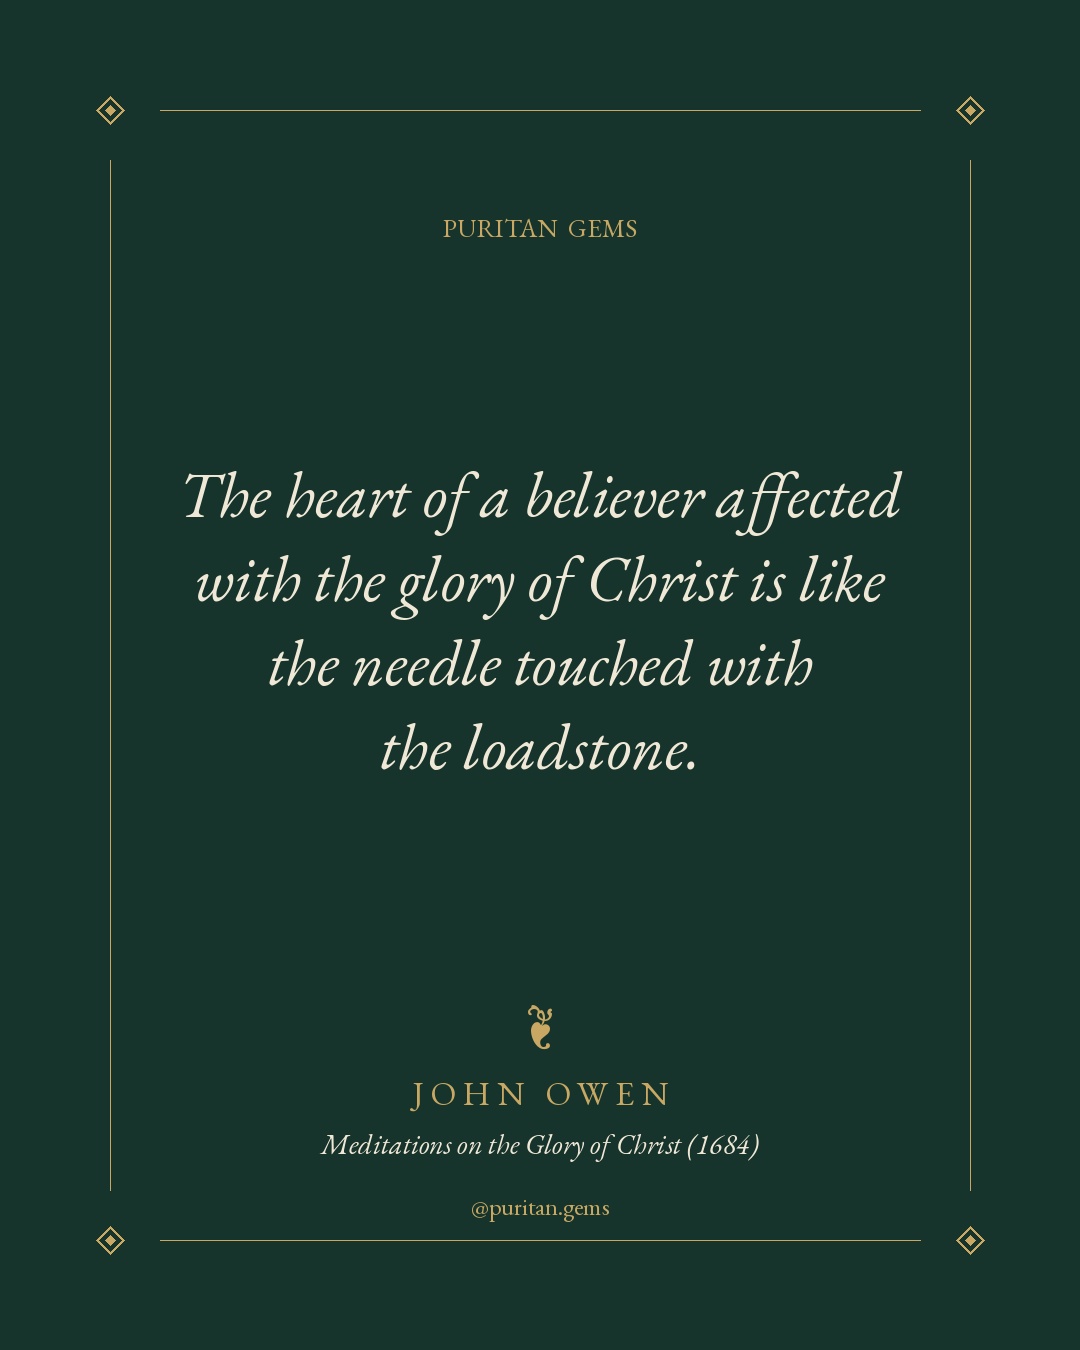 PURITAN GEMS
The heart of a believer affected
with the glory of Christ is like
the needle touched with
the loadstone.
JOHN OWEN
Meditations on the Glory of Christ (1684)
@puritan.gems